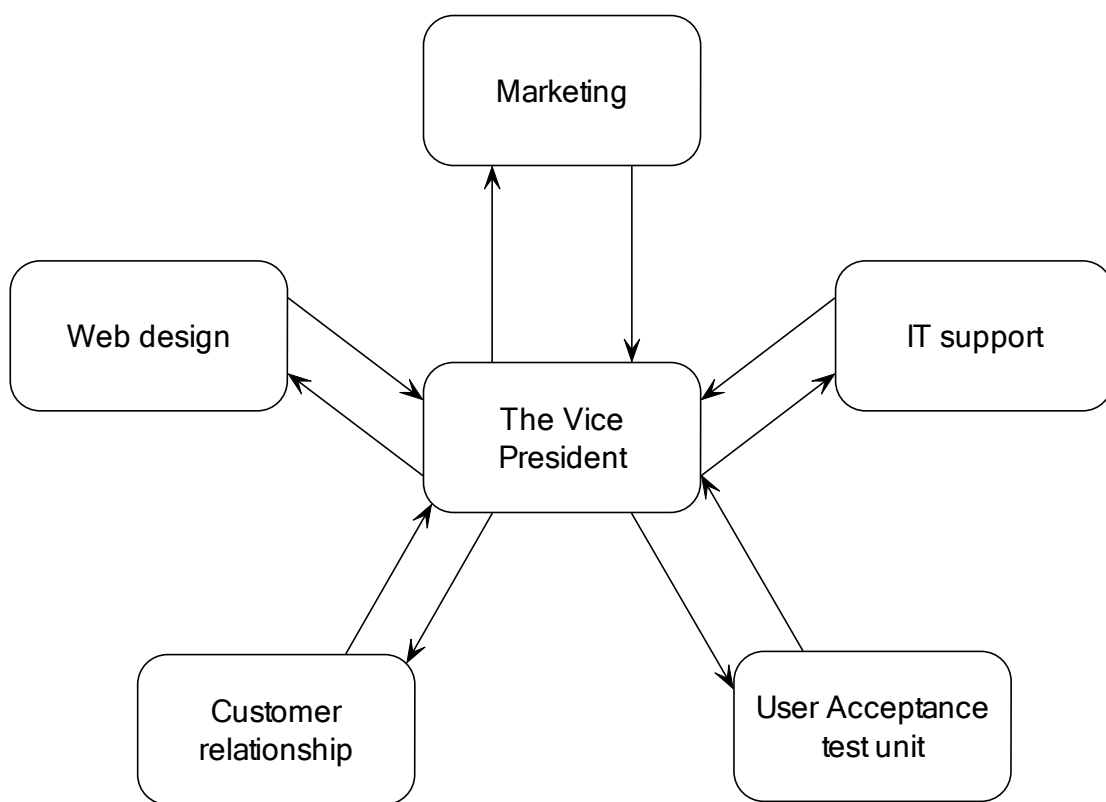 Marketing
Web design
IT support
The Vice
President
Customer
relationship
User Acceptance
test unit